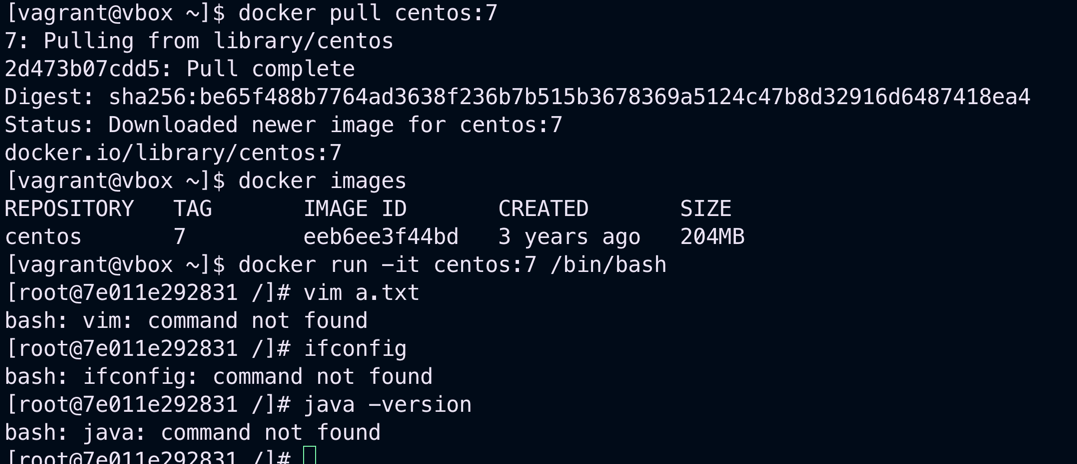 [vagrant@vbox ~]$ docker pull centos:7
7: Pulling from library/centos
2d473b07cdd5: Pull complete
Digest: sha256:be65f488b7764ad3638f236b7b515b3678369a5124c47b8d32916d6487418ea4
Status: Downloaded newer image for centos:7
docker.io/library/centos:7
[vagrant@vbox ~]$ docker images
REPOSITORY   TAG       IMAGE ID       CREATED       SIZE
centos       7         eeb6ee3f44bd   3 years ago   204MB
[vagrant@vbox ~]$ docker run -it centos:7 /bin/bash
[root@7e011e292831 /]# vim a.txt
bash: vim: command not found
[root@7e011e292831 /]# ifconfig
bash: ifconfig: command not found
[root@7e011e292831 /]# java -version
bash: java: command not found
[root@7e011e292831 /]#